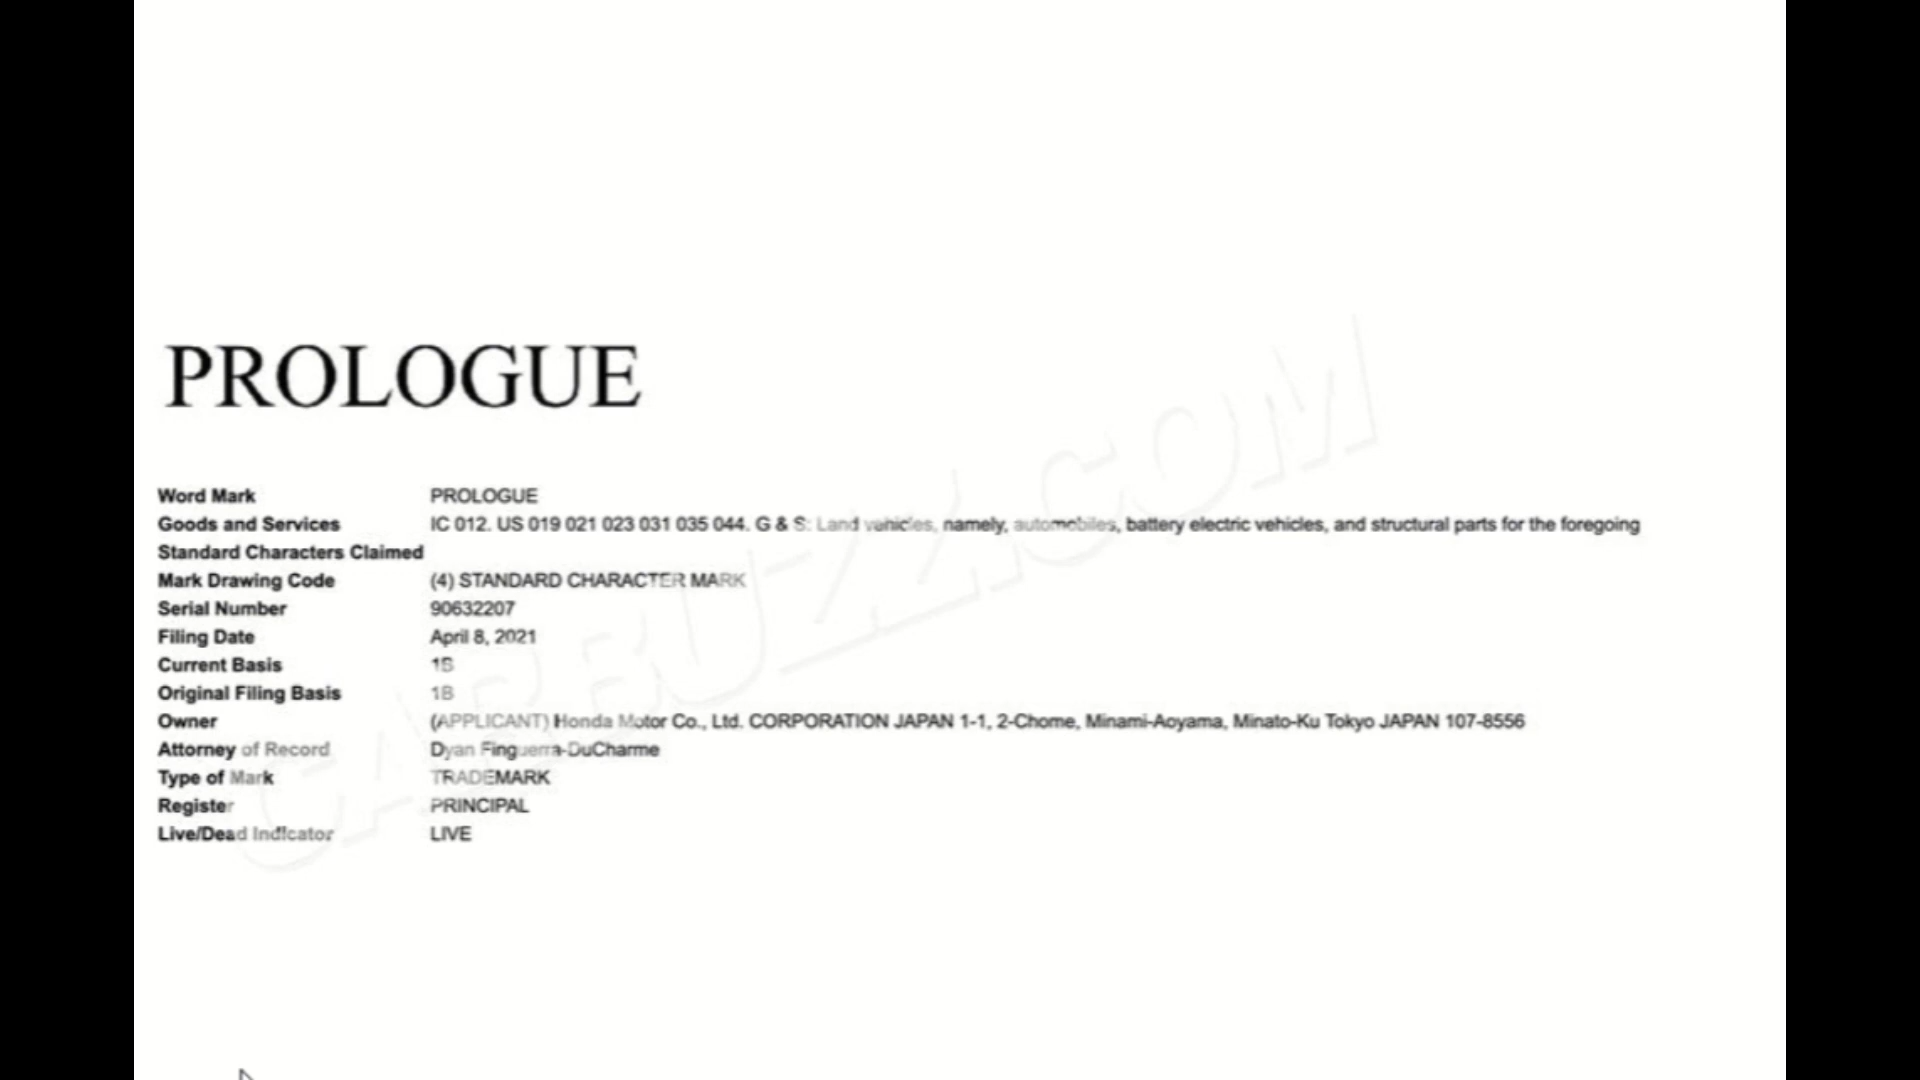 PROLOGUE
Word Mark PROLOGUE
Goods and Services IC 012. US 019 021 023 031 035 044. G & S: Land vehicles, namely, automobiles, battery electric vehicles, and structural parts for the foregoing
Standard Characters Claimed
Mark Drawing Code (4) STANDARD CHARACTER MARK
Serial Number 90632207
Filing Date April 8, 2021
Current Basis 1B
Original Filing Basis 1B
Owner (APPLICANT) Honda Motor Co., Ltd. CORPORATION JAPAN 1-1, 2-Chome, Minami-Aoyama, Minato-Ku Tokyo JAPAN 107-8556
Attorney of Record Dyan Finguerra-DuCharme
Type of Mark TRADEMARK
Register PRINCIPAL
Live/Dead Indicator LIVE
CARBUZZ.COM